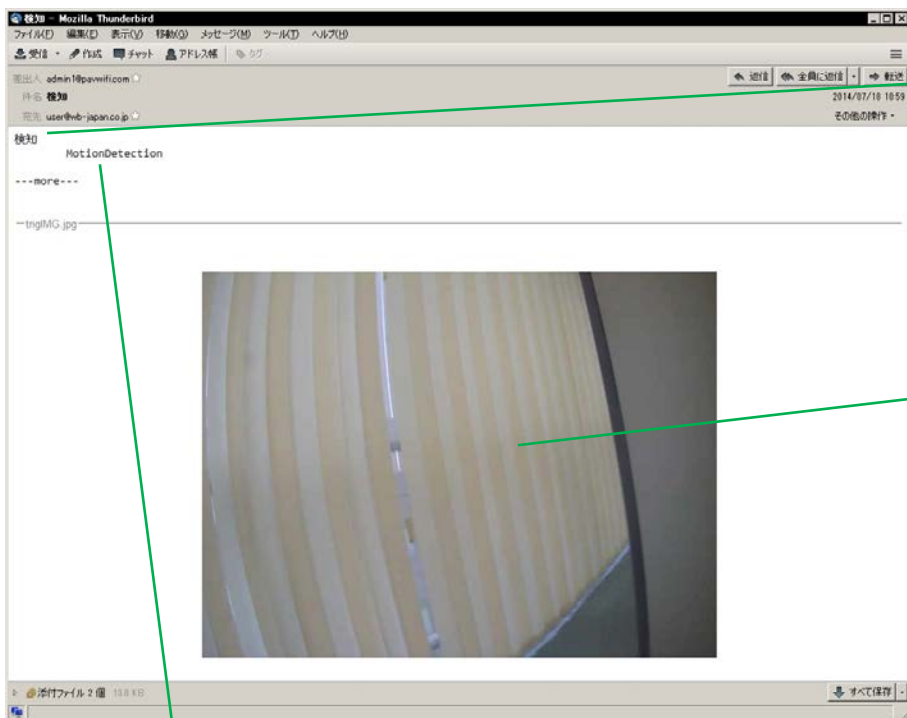 検知 - Mozilla Thunderbird
ファイル(F) 編集(E) 表示(V) 移動(G) メッセージ(M) ツール(T) ヘルプ(H)
受信 作成 チャット アドレス帳 タグ
差出人 admin1@pavwifi.com 返信 全員に返信 転送
件名 検知 2014/07/18 10:59
宛先 user@wb-japan.co.jp その他の操作
検知
MotionDetection
---more---
trigIMG.jpg
添付ファイル 2 個 13.8 KB すべて保存